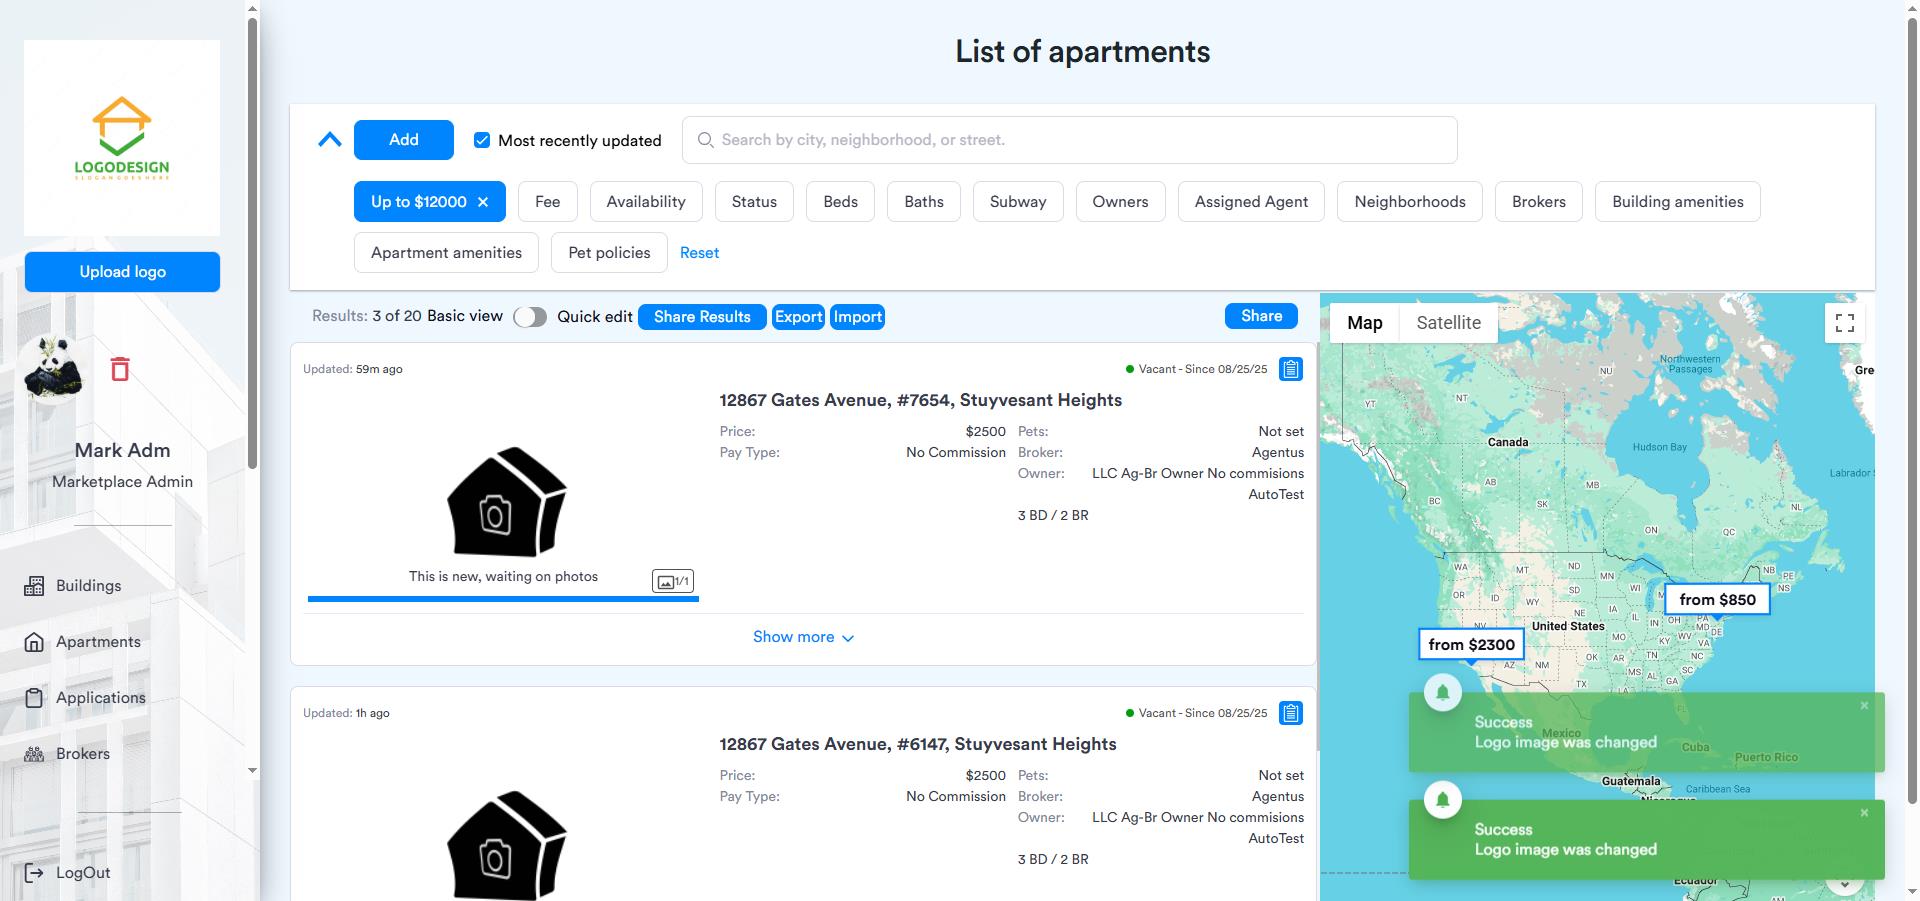 LOGODESIGN
SLOGANGOESHERE
Upload logo
Mark Adm
Marketplace Admin
Buildings
Apartments
Applications
Brokers
LogOut
List of apartments
Add
Most recently updated
Search by city, neighborhood, or street.
Up to $12000 ×
Fee
Availability
Status
Beds
Baths
Subway
Owners
Assigned Agent
Neighborhoods
Brokers
Building amenities
Apartment amenities
Pet policies
Reset
Results: 3 of 20 Basic view
Quick edit
Share Results
Export
Import
Share
Updated: 59m ago
Vacant - Since 08/25/25
12867 Gates Avenue, #7654, Stuyvesant Heights
Price: $2500
Pay Type: No Commission
Pets: Not set
Broker: Agentus
Owner: LLC Ag-Br Owner No commisions
AutoTest
3 BD / 2 BR
This is new, waiting on photos
1/1
Show more
Updated: 1h ago
Vacant - Since 08/25/25
12867 Gates Avenue, #6147, Stuyvesant Heights
Price: $2500
Pay Type: No Commission
Pets: Not set
Broker: Agentus
Owner: LLC Ag-Br Owner No commisions
AutoTest
3 BD / 2 BR
Map
Satellite
Northwestern
Passages
Gre
NU
YT
NT
Canada
Hudson Bay
Labrador
AB
MB
BC
SK
NL
ON
QC
WA
MT
ND
MN
NB
PE
NS
OR
ID
WY
SD
WI
from $850
NE
IA
NV
United States
IL
IN
OH
PA
MD
DE
MO
KY
WV
VA
from $2300
AZ
NM
OK
AR
TN
NC
MS
AL
SC
GA
TX
LA
FL
Success
Logo image was changed
Mexico
Cuba
Puerto Rico
Guatemala
Caribbean Sea
Nicaragua
Success
Logo image was changed
Ecuador
AM
PA